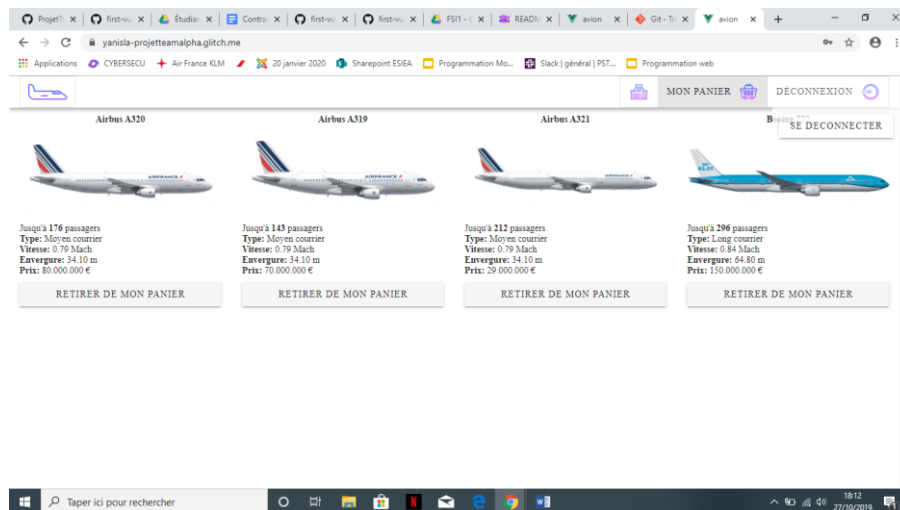 ProjetT
first-vu
Étudian
Contra
first-vu
first-vu
FSI1 - C
READM
avion
Git - To
avion
yanisla-projetteamalpha.glitch.me
Applications CYBERSECU Air France KLM 20 janvier 2020 Sharepoint ESIEA Programmation Mo... Slack | général | PST... Programmation web
MON PANIER DÉCONNEXION
SE DECONNECTER
Airbus A320
AIRFRANCE
Jusqu'à 176 passagers
Type: Moyen courrier
Vitesse: 0.79 Mach
Envergure: 34.10 m
Prix: 80.000.000 €
RETIRER DE MON PANIER
Airbus A319
AIRFRANCE
Jusqu'à 143 passagers
Type: Moyen courrier
Vitesse: 0.79 Mach
Envergure: 34.10 m
Prix: 70.000.000 €
RETIRER DE MON PANIER
Airbus A321
AIRFRANCE
Jusqu'à 212 passagers
Type: Moyen courrier
Vitesse: 0.79 Mach
Envergure: 34.10 m
Prix: 29.000.000 €
RETIRER DE MON PANIER
KLM
Jusqu'à 296 passagers
Type: Long courrier
Vitesse: 0.84 Mach
Envergure: 64.80 m
Prix: 150.000.000 €
RETIRER DE MON PANIER
Taper ici pour rechercher
18:12
27/10/2019